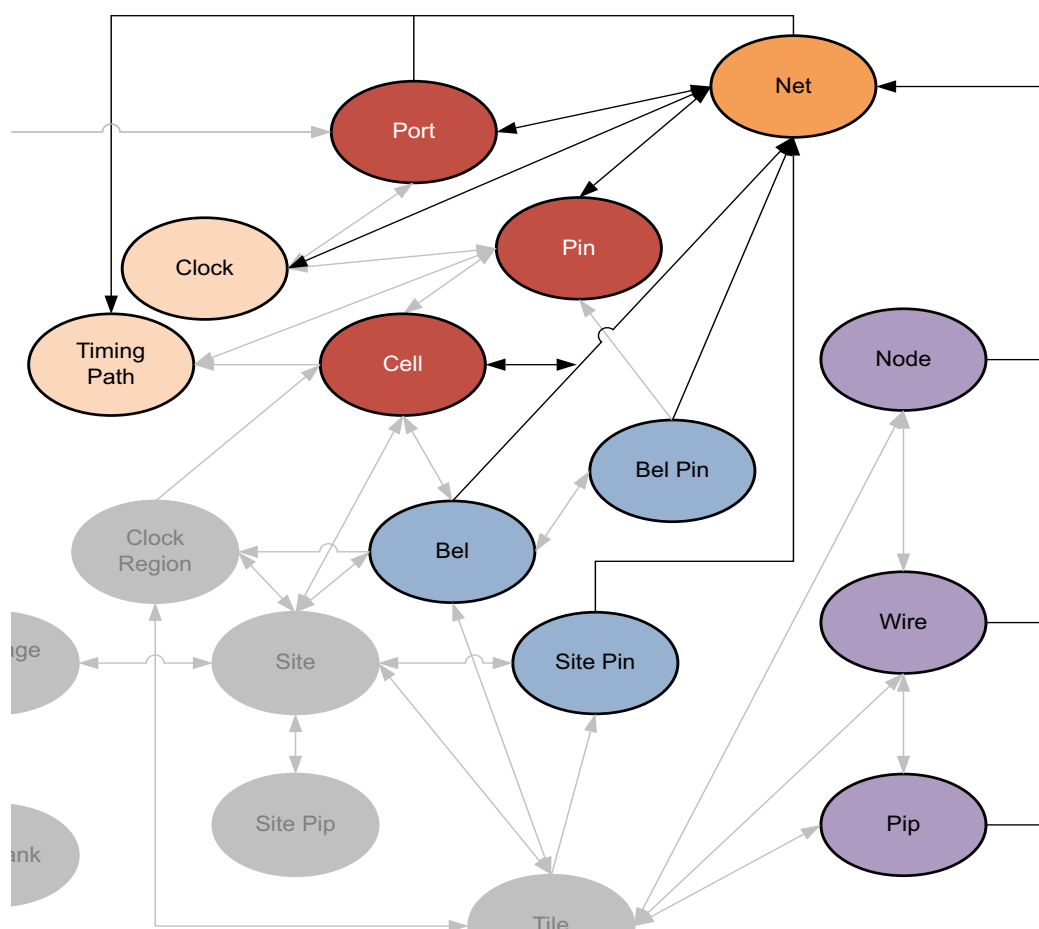 Net
Port
Pin
Clock
Timing
Path
Cell
Node
Bel Pin
Clock
Region
Bel
Wire
Site
Site Pin
Site Pip
Pip
Tile